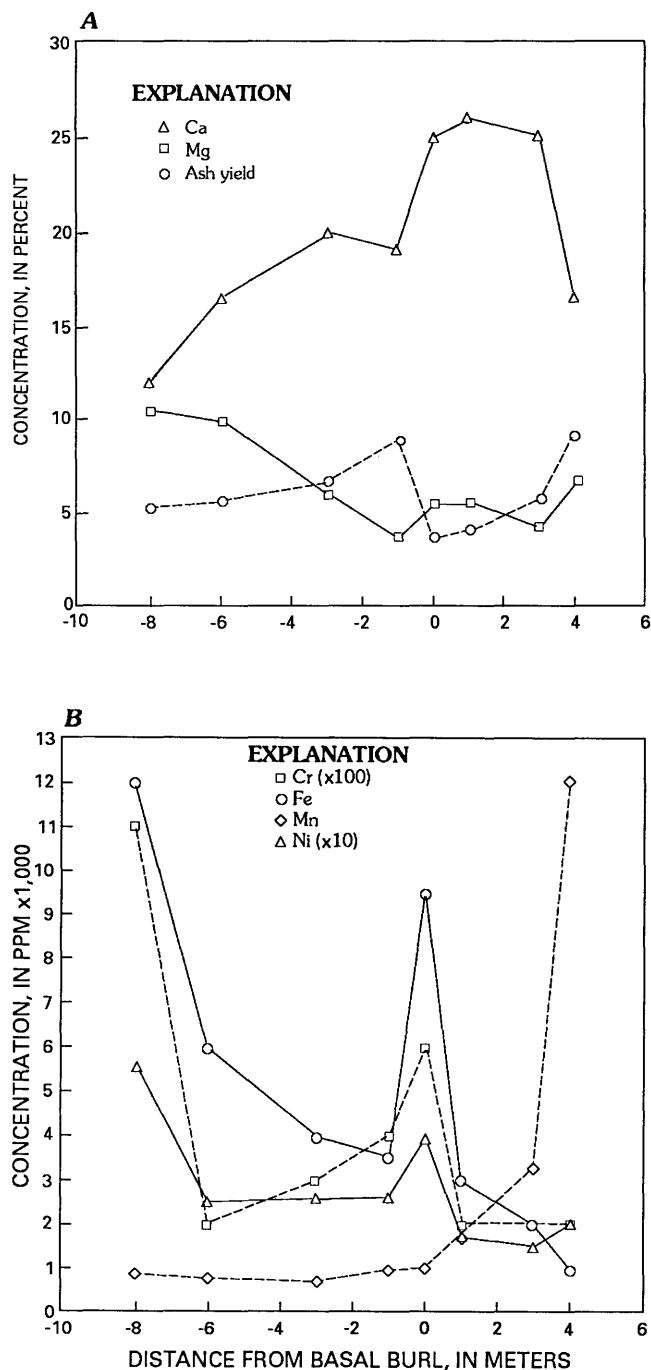 A
30
25
20
15
10
5
0
CONCENTRATION, IN PERCENT
EXPLANATION
Ca
Mg
Ash yield
-10 -8 -6 -4 -2 0 2 4 6
B
13
12
11
10
9
8
7
6
5
4
3
2
1
0
CONCENTRATION, IN PPM x1,000
EXPLANATION
Cr (x100)
Fe
Mn
Ni (x10)
-10 -8 -6 -4 -2 0 2 4 6
DISTANCE FROM BASAL BURL, IN METERS